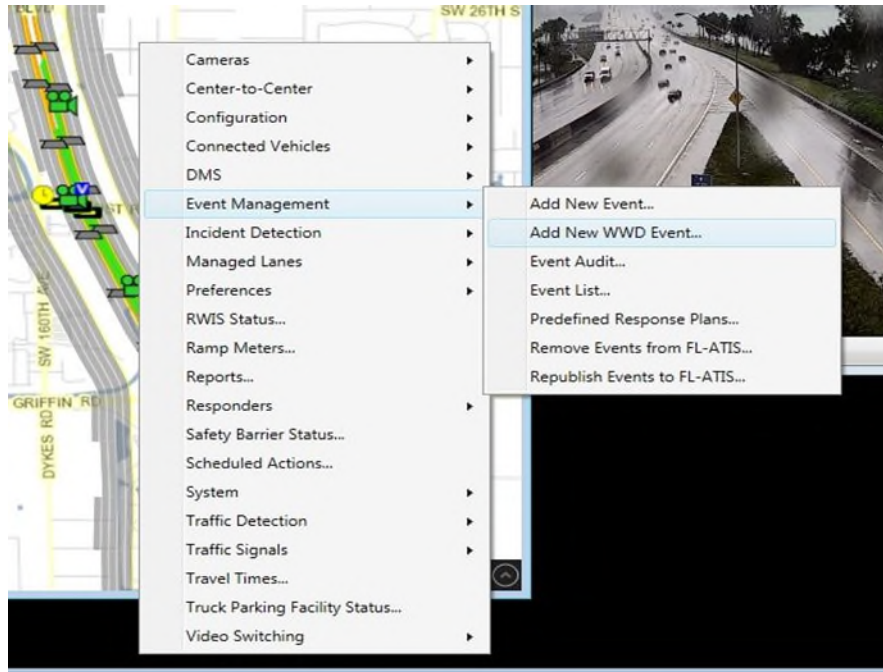 BLVD
SW 26TH S
Cameras
Center-to-Center
Configuration
Connected Vehicles
DMS
Event Management
Incident Detection
Managed Lanes
Preferences
RWIS Status...
Ramp Meters...
Reports...
Responders
Safety Barrier Status...
Scheduled Actions...
System
Traffic Detection
Traffic Signals
Travel Times...
Truck Parking Facility Status...
Video Switching
Add New Event...
Add New WWD Event...
Event Audit...
Event List...
Predefined Response Plans...
Remove Events from FL-ATIS...
Republish Events to FL-ATIS...
V
ST
SW 160TH AVE
GRIFFIN RD
DYKES RD